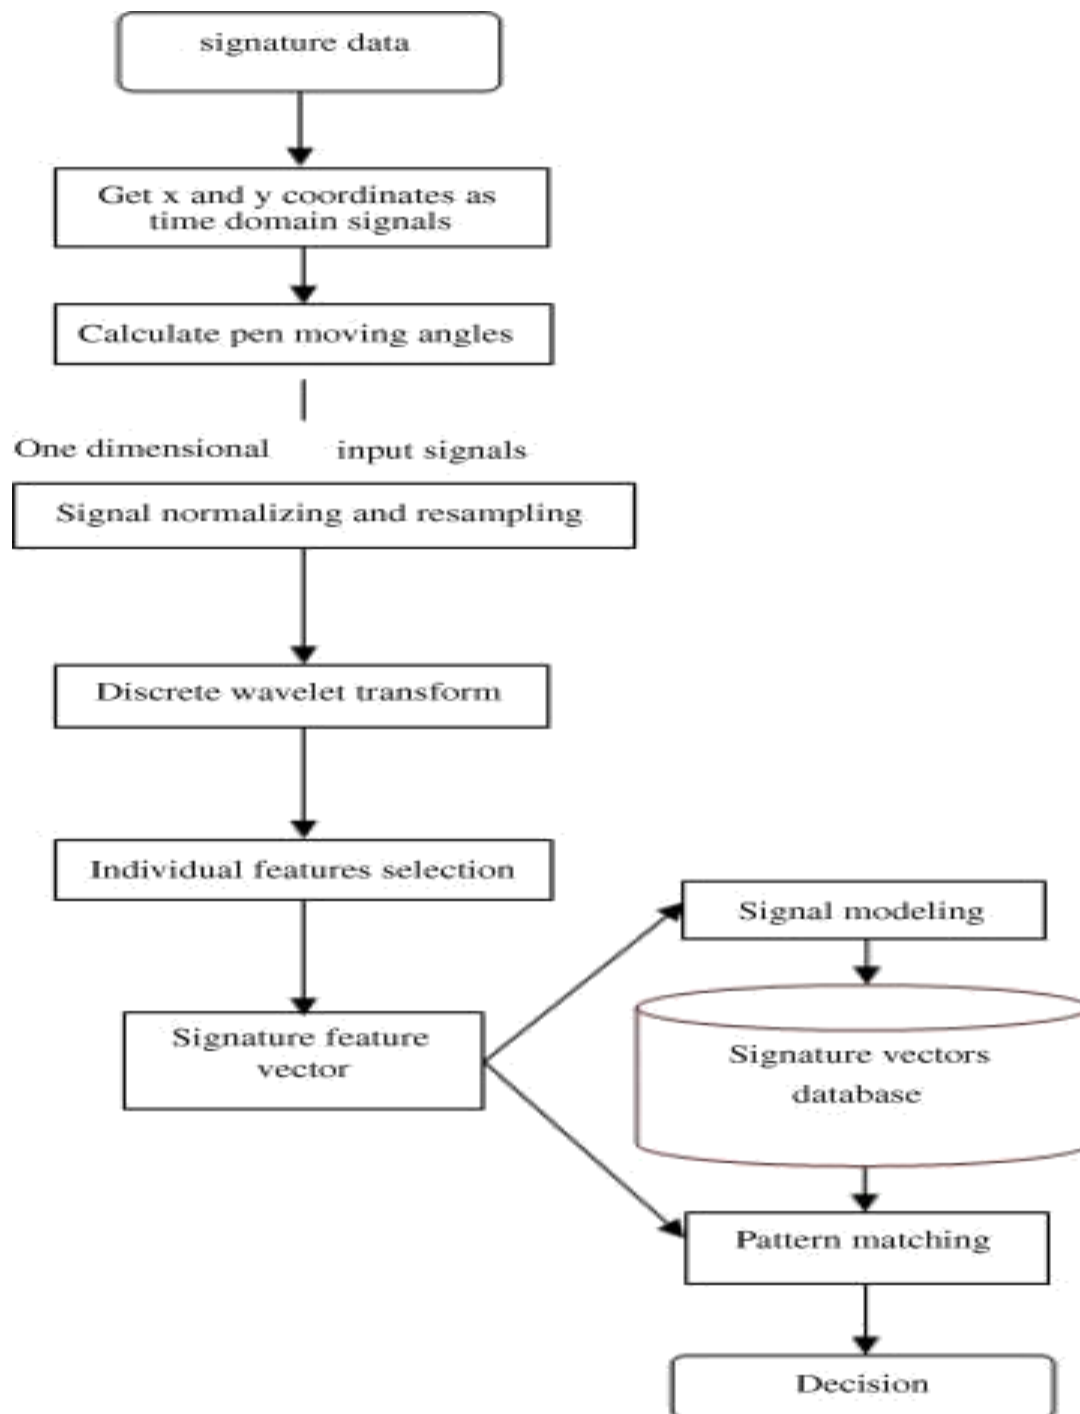 signature data
Get x and y coordinates as
time domain signals
Calculate pen moving angles
One dimensional input signals
Signal normalizing and resampling
Discrete wavelet transform
Individual features selection
Signature feature
vector
Signal modeling
Signature vectors
database
Pattern matching
Decision